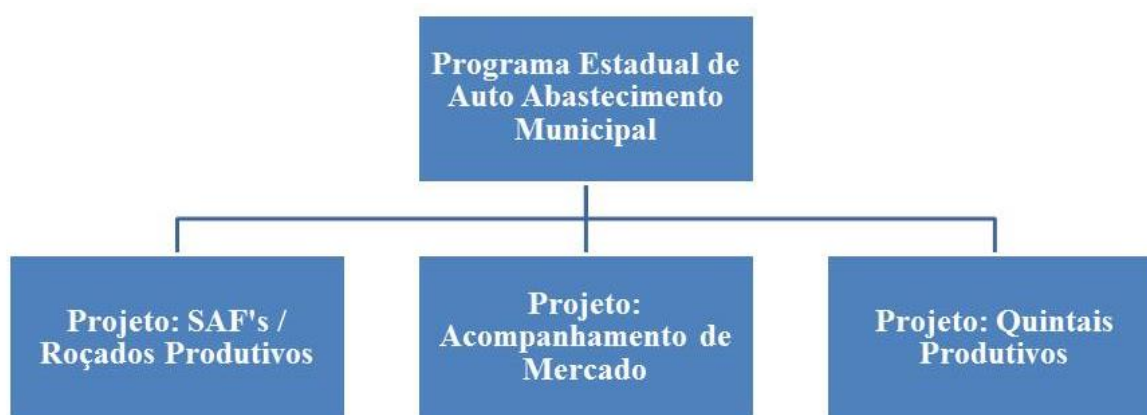 Programa Estadual de
Auto Abastecimento
Municipal
Projeto: SAF's /
Roçados Produtivos
Projeto:
Acompanhamento de
Mercado
Projeto: Quintais
Produtivos